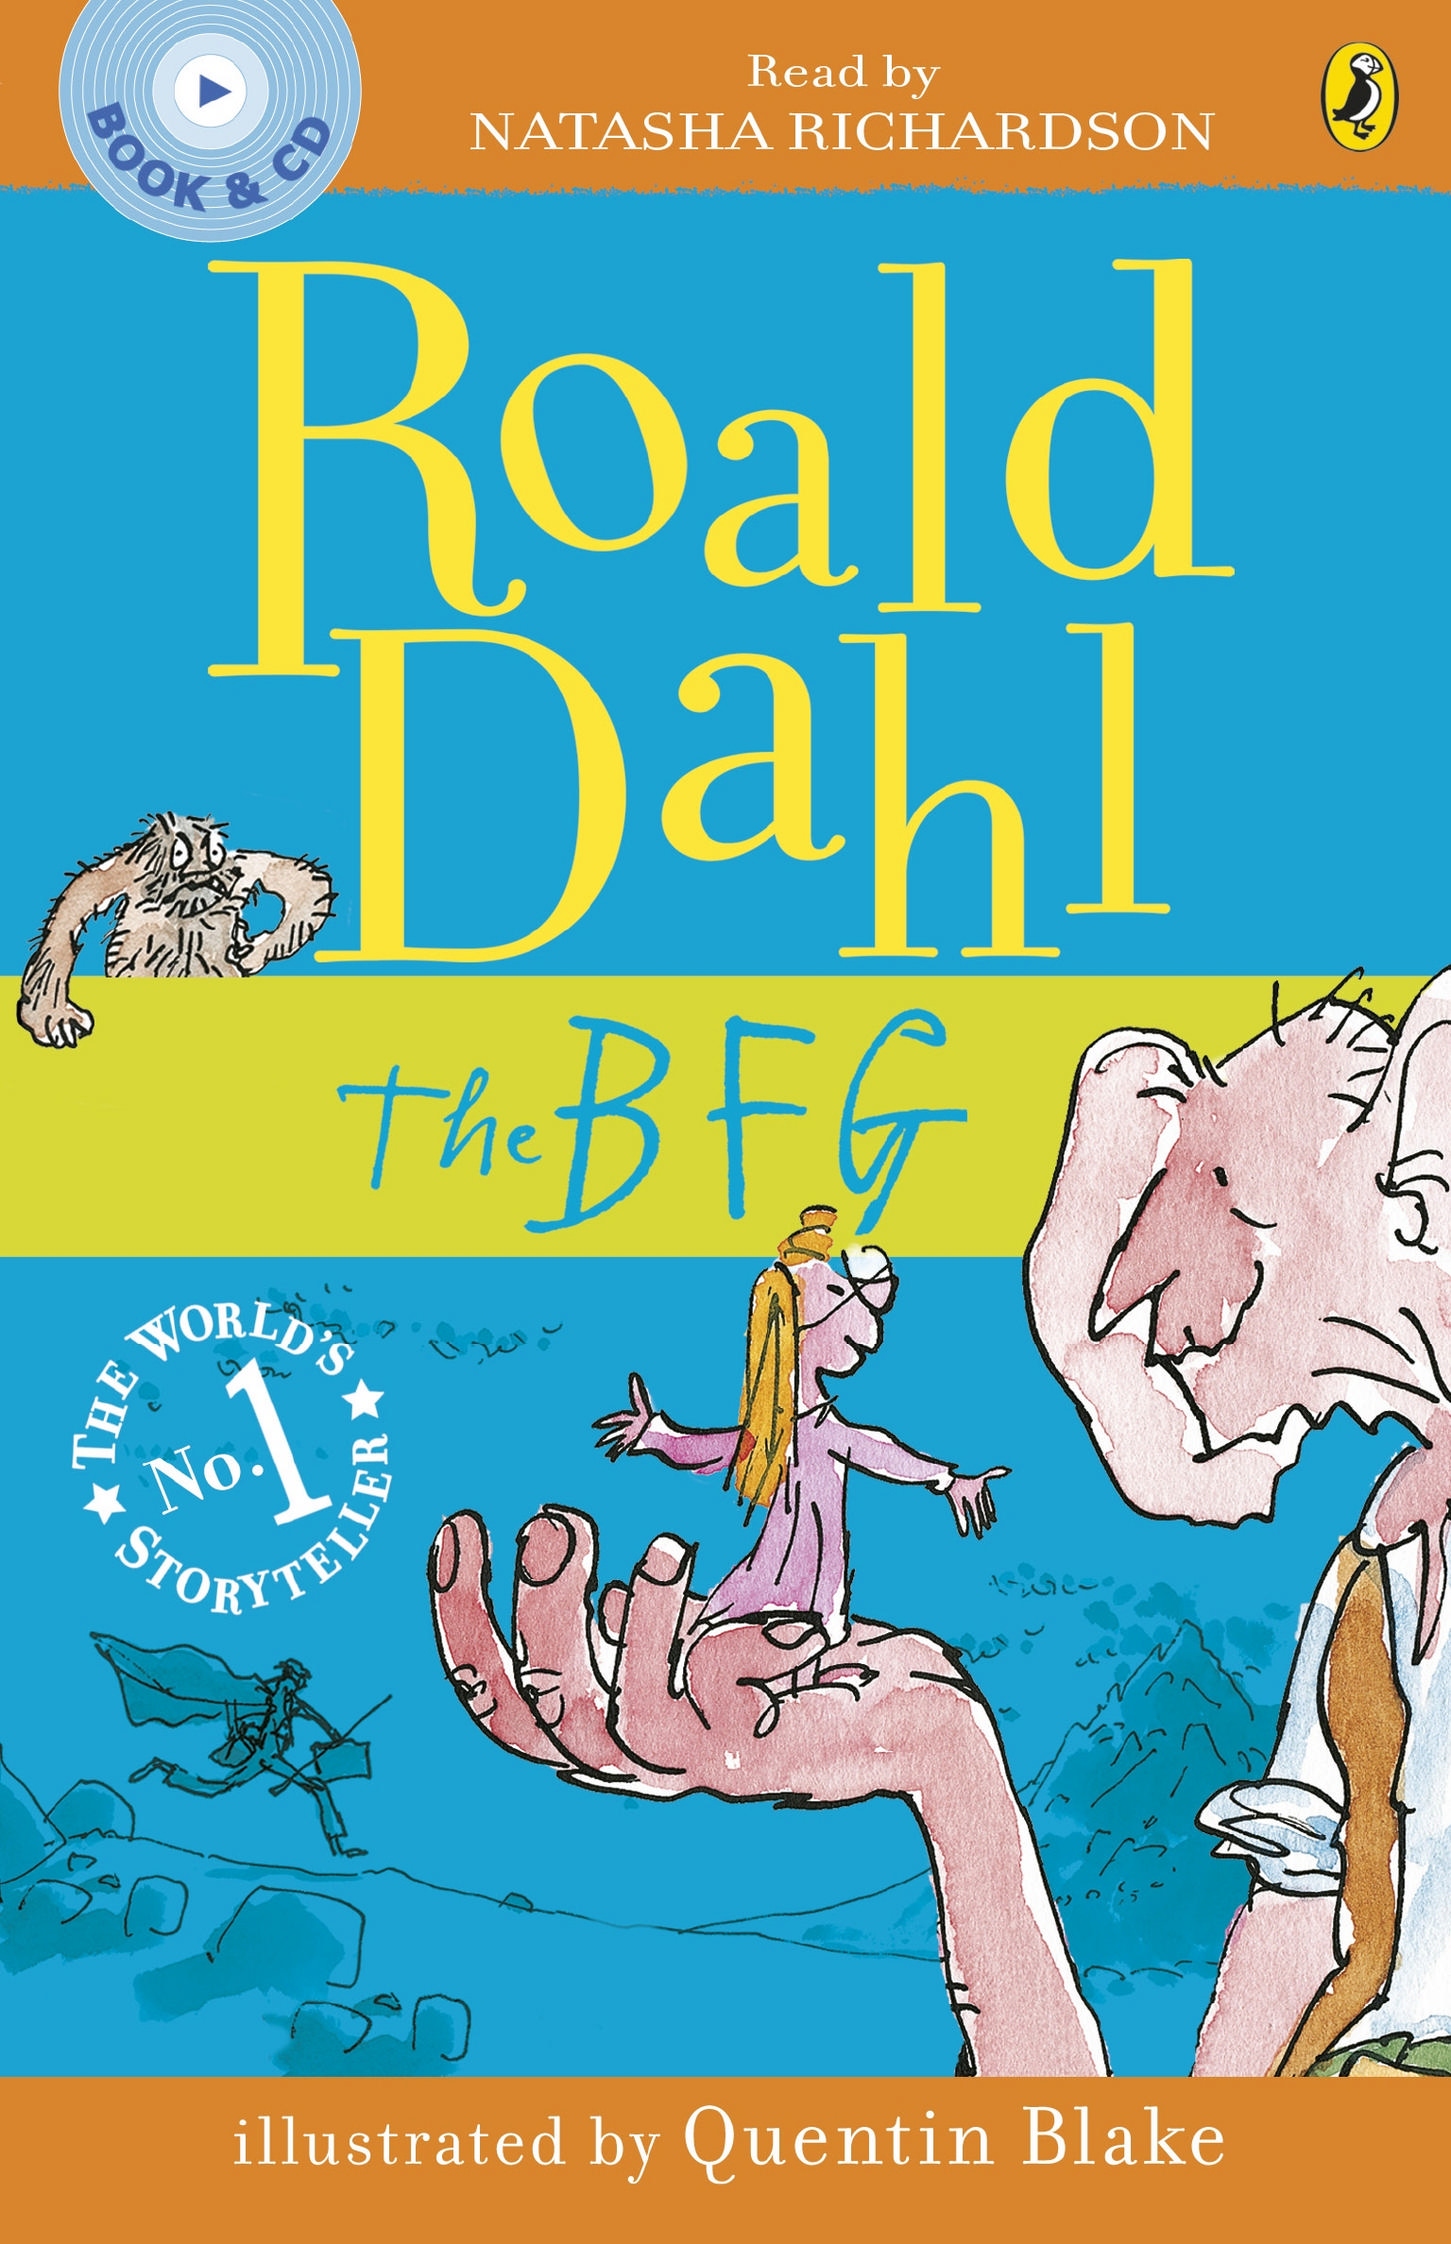 BOOK & CD
Read by
NATASHA RICHARDSON
Roald
Dahl
the BFG
THE WORLD'S
No. 1
STORYTELLER
illustrated by Quentin Blake